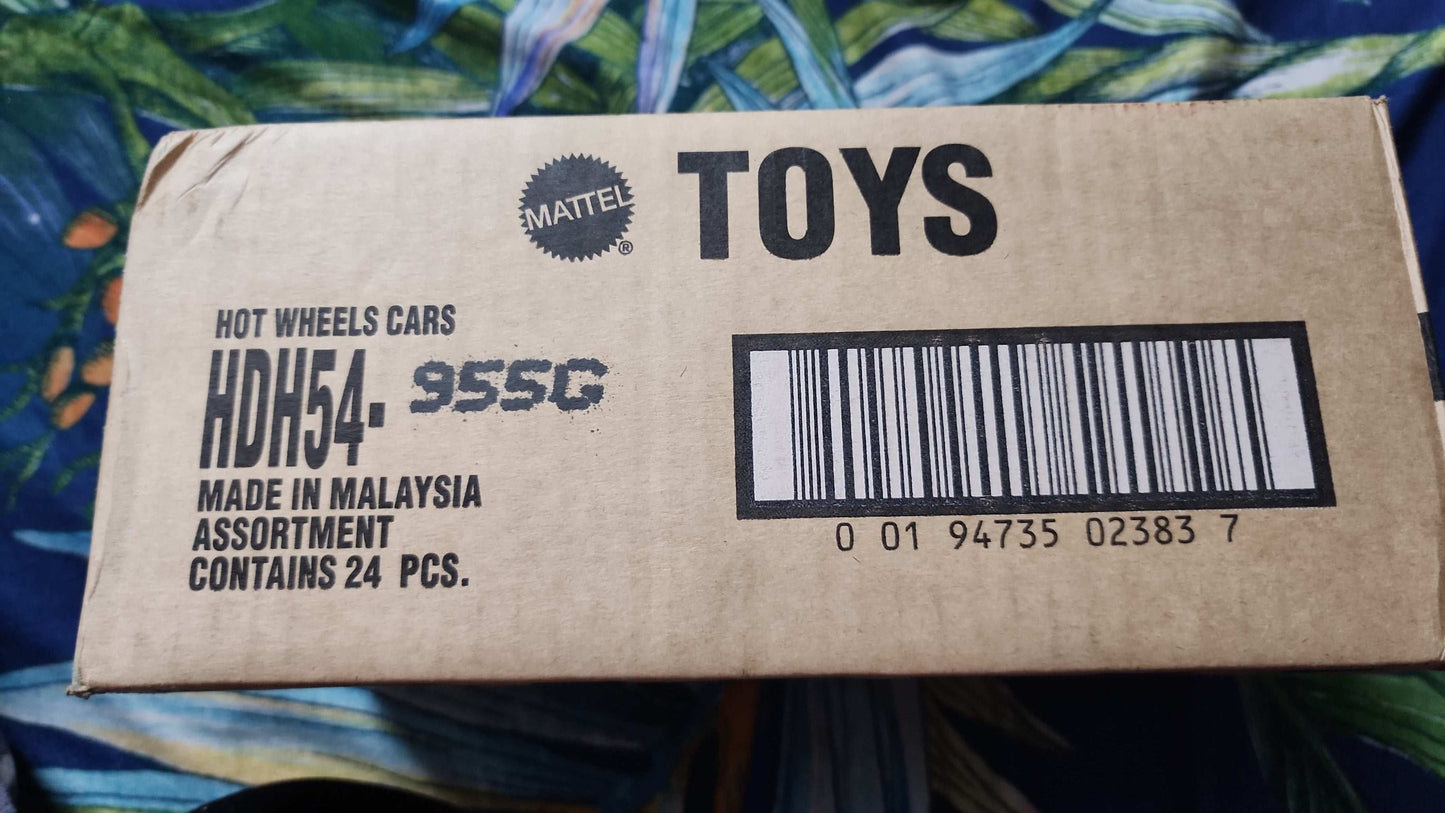 MATTEL ® TOYS
HOT WHEELS CARS
HDH54- 955G
MADE IN MALAYSIA
ASSORTMENT
CONTAINS 24 PCS.
0 01 94735 02383 7